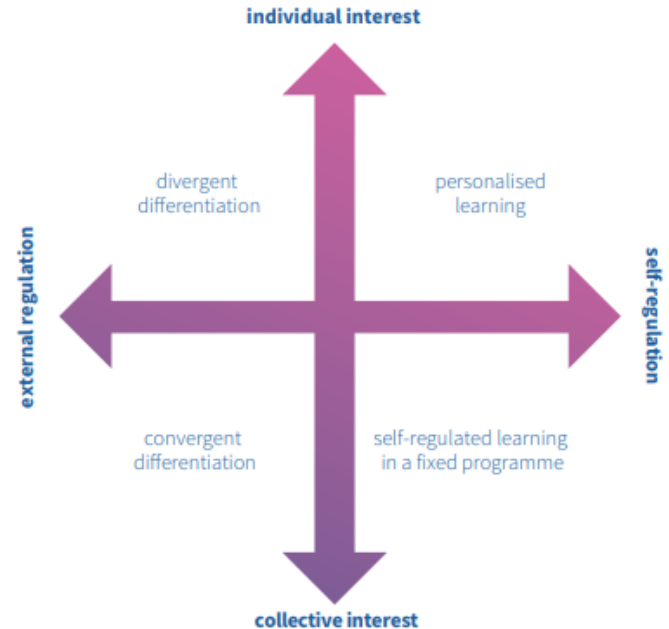 individual interest
divergent
differentiation
personalised
learning
external regulation
self-regulation
convergent
differentiation
self-regulated learning
in a fixed programme
collective interest